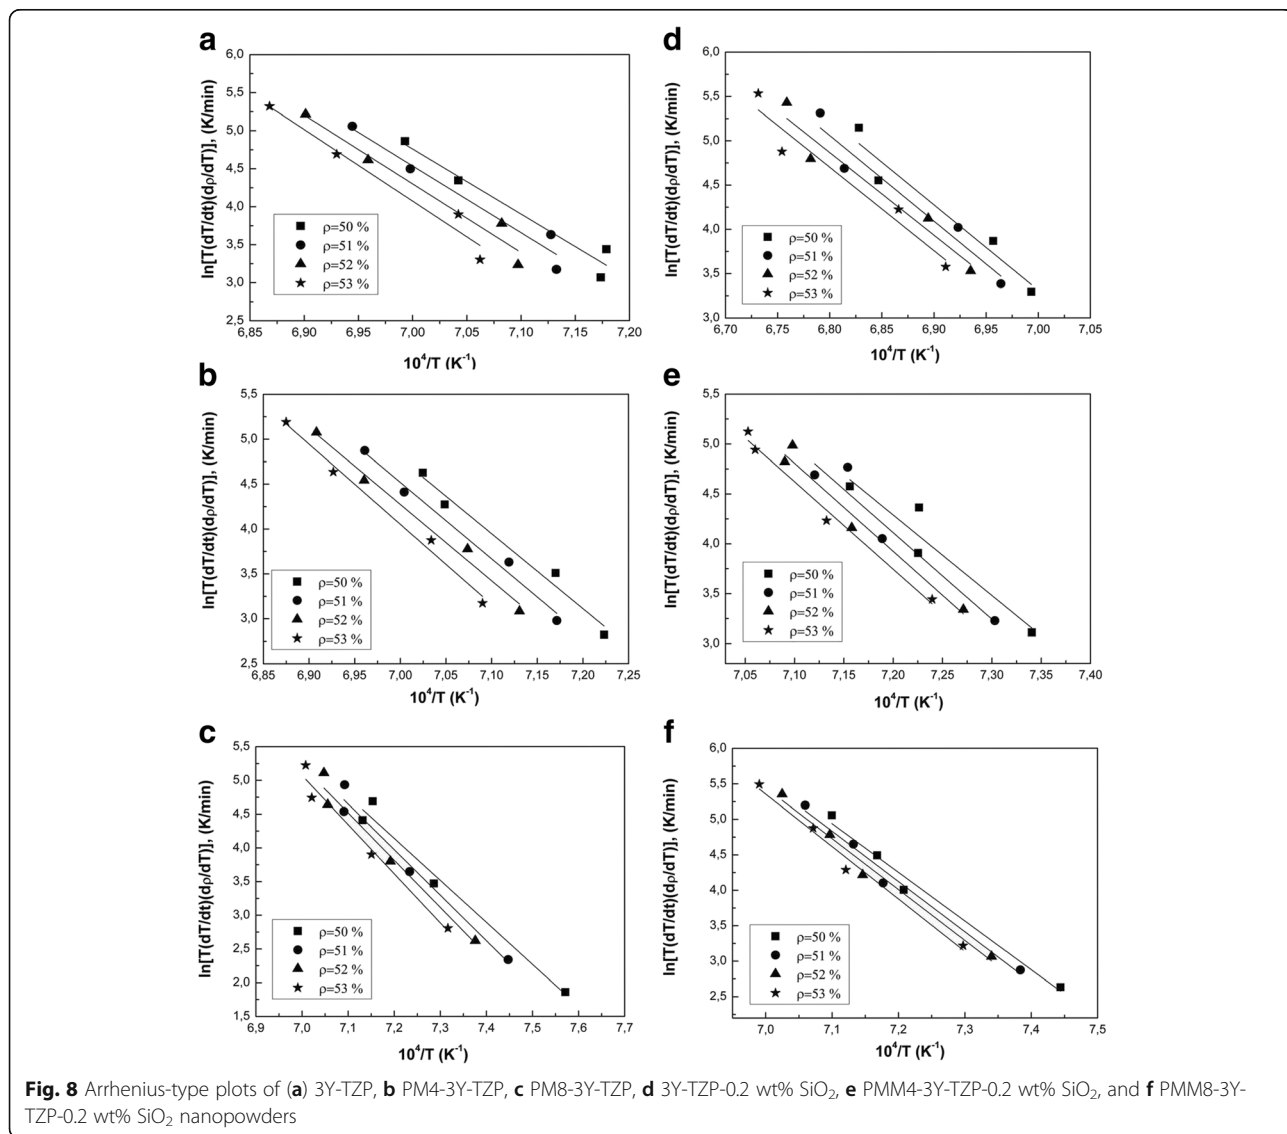 a
ln[T(dT/dt)(dρ/dT)], (K/min)
6,0
5,5
5,0
4,5
4,0
3,5
3,0
2,5
ρ=50 %
ρ=51 %
ρ=52 %
ρ=53 %
6,85 6,90 6,95 7,00 7,05 7,10 7,15 7,20
10⁴/T (K⁻¹)
d
ln[T(dT/dt)(dρ/dT)], (K/min)
6,0
5,5
5,0
4,5
4,0
3,5
3,0
ρ=50 %
ρ=51 %
ρ=52 %
ρ=53 %
6,70 6,75 6,80 6,85 6,90 6,95 7,00 7,05
10⁴/T (K⁻¹)
b
ln[T(dT/dt)(dρ/dT)], (K/min)
5,5
5,0
4,5
4,0
3,5
3,0
2,5
ρ=50 %
ρ=51 %
ρ=52 %
ρ=53 %
6,85 6,90 6,95 7,00 7,05 7,10 7,15 7,20 7,25
10⁴/T (K⁻¹)
e
ln[T(dT/dt)(dρ/dT)], (K/min)
5,5
5,0
4,5
4,0
3,5
3,0
ρ=50 %
ρ=51 %
ρ=52 %
ρ=53 %
7,05 7,10 7,15 7,20 7,25 7,30 7,35 7,40
10⁴/T (K⁻¹)
c
ln[T(dT/dt)(dρ/dT)], (K/min)
5,5
5,0
4,5
4,0
3,5
3,0
2,5
2,0
1,5
ρ=50 %
ρ=51 %
ρ=52 %
ρ=53 %
6,9 7,0 7,1 7,2 7,3 7,4 7,5 7,6 7,7
10⁴/T (K⁻¹)
f
ln[T(dT/dt)(dρ/dT)], (K/min)
6,0
5,5
5,0
4,5
4,0
3,5
3,0
2,5
ρ=50 %
ρ=51 %
ρ=52 %
ρ=53 %
7,0 7,1 7,2 7,3 7,4 7,5
10⁴/T (K⁻¹)
Fig. 8 Arrhenius-type plots of (a) 3Y-TZP, b PM4-3Y-TZP, c PM8-3Y-TZP, d 3Y-TZP-0.2 wt% SiO₂, e PMM4-3Y-TZP-0.2 wt% SiO₂, and f PMM8-3Y-
TZP-0.2 wt% SiO₂ nanopowders